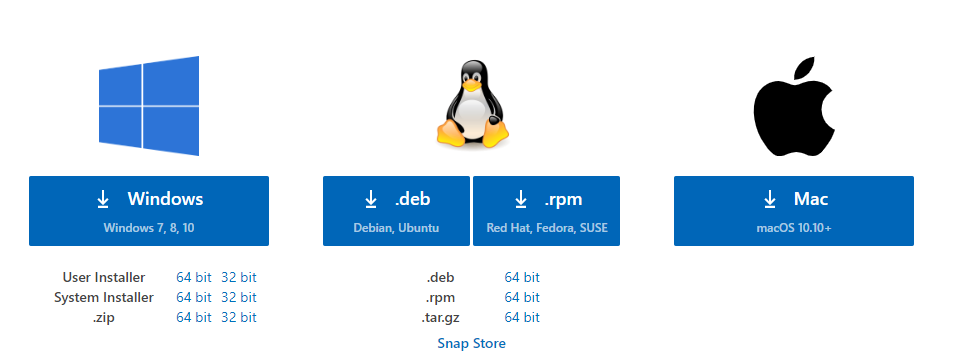 Windows
Windows 7, 8, 10
User Installer 64 bit 32 bit
System Installer 64 bit 32 bit
.zip 64 bit 32 bit
.deb
Debian, Ubuntu
.rpm
Red Hat, Fedora, SUSE
.deb 64 bit
.rpm 64 bit
.tar.gz 64 bit
Snap Store
Mac
macOS 10.10+